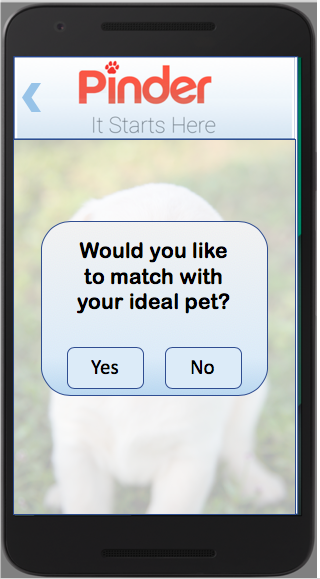 Pinder
It Starts Here
Would you like
to match with
your ideal pet?
Yes No